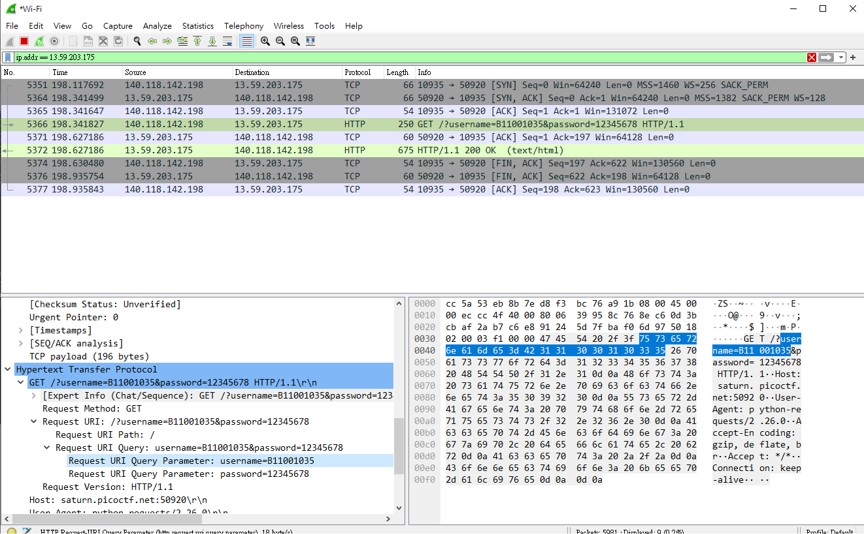 *Wi-Fi
File Edit View Go Capture Analyze Statistics Telephony Wireless Tools Help
ip.addr == 13.59.203.175
No. Time Source Destination Protocol Length Info
5351 198.117692 140.118.142.198 13.59.203.175 TCP 66 10935 → 50920 [SYN] Seq=0 Win=64240 Len=0 MSS=1460 WS=256 SACK_PERM
5364 198.341499 13.59.203.175 140.118.142.198 TCP 66 10935 → 50920 [SYN, ACK] Seq=0 Ack=1 Win=64240 Len=0 MSS=1382 SACK_PERM WS=128
5365 198.341647 140.118.142.198 13.59.203.175 TCP 54 10935 → 50920 [ACK] Seq=1 Ack=1 Win=131072 Len=0
5366 198.341827 140.118.142.198 13.59.203.175 HTTP 250 GET /?username=B11001035&password=12345678 HTTP/1.1
5371 198.627186 13.59.203.175 140.118.142.198 TCP 54 10935 → 50920 [ACK] Seq=1 Ack=197 Win=64128 Len=0
5372 198.627186 13.59.203.175 140.118.142.198 HTTP 675 HTTP/1.1 200 OK (text/html)
5374 198.630480 140.118.142.198 13.59.203.175 TCP 54 10935 → 50920 [FIN, ACK] Seq=197 Ack=622 Win=130560 Len=0
5376 198.935754 13.59.203.175 140.118.142.198 TCP 54 10935 → 50920 [FIN, ACK] Seq=622 Ack=198 Win=64128 Len=0
5377 198.935843 140.118.142.198 13.59.203.175 TCP 54 10935 → 50920 [ACK] Seq=198 Ack=623 Win=130560 Len=0
[Checksum Status: Unverified]
Urgent Pointer: 0
[Timestamps]
[SEQ/ACK analysis]
TCP payload (196 bytes)
Hypertext Transfer Protocol
GET /?username=B11001035&password=12345678 HTTP/1.1\r\n
[Expert Info (Chat/Sequence): GET /?username=B11001035&password=123
Request Method: GET
Request URI: /?username=B11001035&password=12345678
Request URI Path: /
Request URI Query: username=B11001035&password=12345678
Request URI Query Parameter: username=B11001035
Request URI Query Parameter: password=12345678
Request Version: HTTP/1.1
Host: saturn.picoctf.net:50920\r\n
User-Agent: python-requests/2.26.0\r\n
0000 cc 5a 53 eb 8b 7e d8 f3 bc 76 a9 1b 08 00 45 00 ·ZS··~·· ·v····E·
0010 00 ec cc 4f 40 00 80 06 39 95 8c 76 8e c6 0d 3b ···O@··· 9··v···;
0020 cb af 2a b7 c6 e8 91 24 5d 7f ba f0 6d 97 50 18 ··*····$ ]···m·P·
0030 02 00 03 f1 00 00 47 45 54 20 2f 3f 75 73 65 72 ······GE T /?user
0040 6e 61 6d 65 3d 42 31 31 30 30 31 30 33 35 26 70 name=B11 001035&p
0050 61 73 73 77 6f 72 64 3d 31 32 33 34 35 36 37 38 assword= 12345678
0060 20 48 54 54 50 2f 31 2e 31 0d 0a 48 6f 73 74 3a HTTP/1. 1··Host:
0070 20 73 61 74 75 72 6e 2e 70 69 63 6f 63 74 66 2e saturn. picoctf.
0080 6e 65 74 3a 35 30 39 32 30 0d 0a 55 73 65 72 2d net:5092 0··User-
0090 41 67 65 6e 74 3a 20 70 79 74 68 6f 6e 2d 72 65 Agent: p ython-re
00a0 71 75 65 73 74 73 2f 32 2e 32 36 2e 30 0d 0a 41 quests/2 .26.0··A
00b0 63 63 65 70 74 2d 45 6e 63 6f 64 69 6e 67 3a 20 ccept-En coding:
00c0 67 7a 69 70 2c 20 64 65 66 6c 61 74 65 2c 20 62 gzip, de flate, b
00d0 72 0d 0a 41 63 63 65 70 74 3a 20 2a 2f 2a 0d 0a r··Accep t: */*··
00e0 43 6f 6e 6e 65 63 74 69 6f 6e 3a 20 6b 65 65 70 Connecti on: keep
00f0 2d 61 6c 69 76 65 0d 0a 0d 0a -alive·· ··
HTTP Request-URI Query Parameter (http.request.uri.query.parameter), 18 byte(s)
Packets: 5981 · Displayed: 9 (0.2%)
Profile: Default